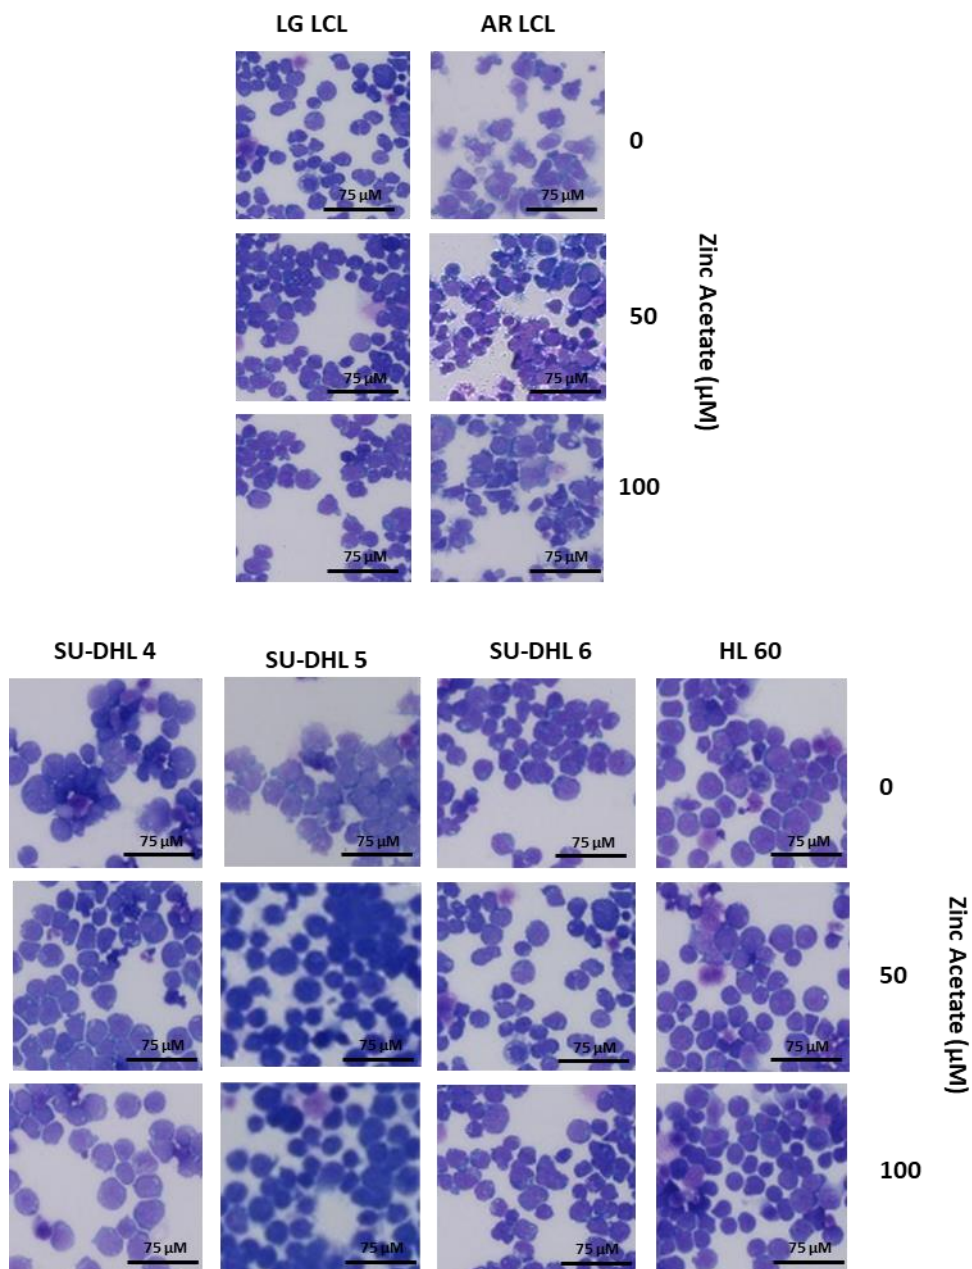 LG LCL AR LCL
75 µM 75 µM 0
75 µM 75 µM 50
75 µM 75 µM 100
Zinc Acetate (µM)
SU-DHL 4 SU-DHL 5 SU-DHL 6 HL 60
75 µM 75 µM 75 µM 75 µM 0
75 µM 75 µM 75 µM 75 µM 50
75 µM 75 µM 75 µM 75 µM 100
Zinc Acetate (µM)